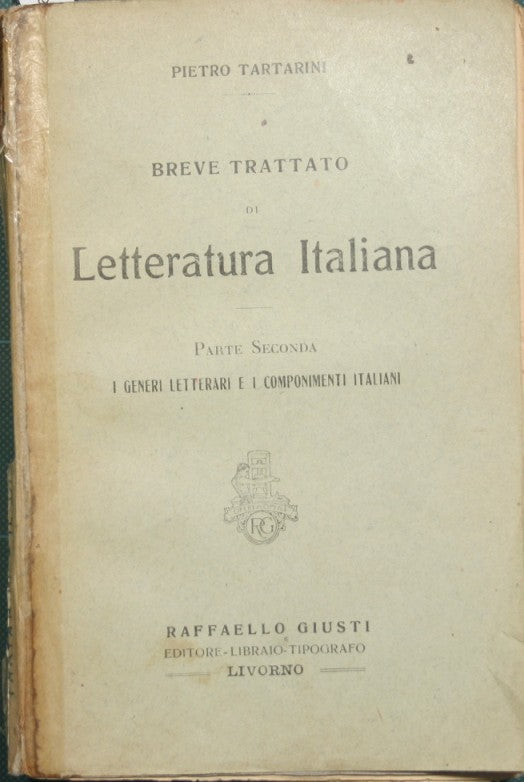 PIETRO TARTARINI
BREVE TRATTATO
DI
Letteratura Italiana
PARTE SECONDA
I GENERI LETTERARI E I COMPONIMENTI ITALIANI
RG
RAFFAELLO GIUSTI
EDITORE-LIBRAIO-TIPOGRAFO
LIVORNO